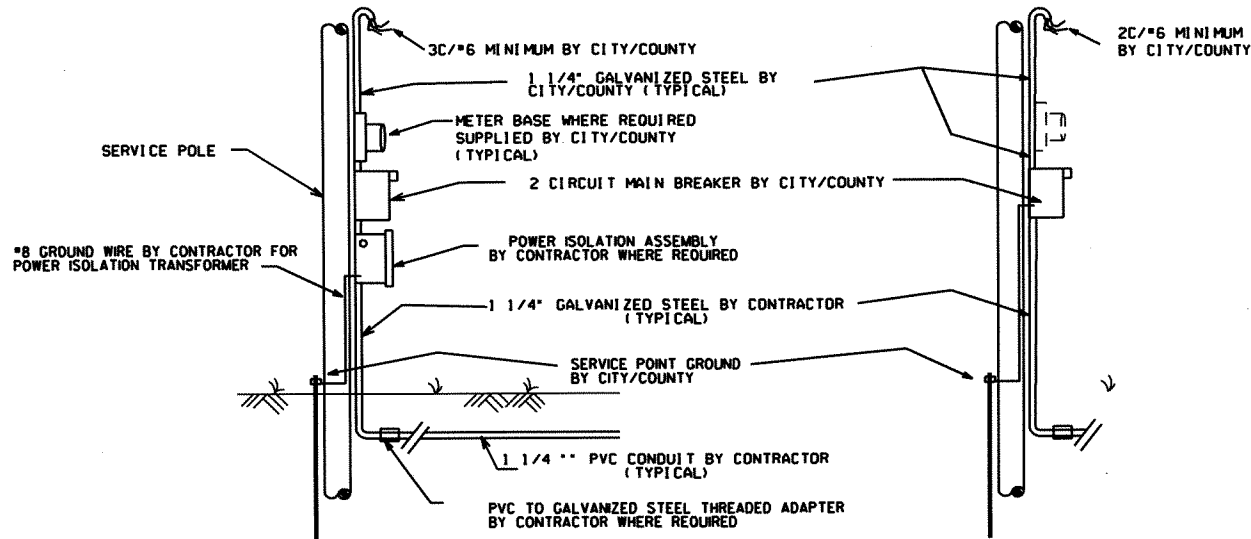 3C/#6 MINIMUM BY CITY/COUNTY
2C/#6 MINIMUM
BY CITY/COUNTY
1 1/4" GALVANIZED STEEL BY
CITY/COUNTY (TYPICAL)
METER BASE WHERE REQUIRED
SUPPLIED BY CITY/COUNTY
(TYPICAL)
SERVICE POLE
2 CIRCUIT MAIN BREAKER BY CITY/COUNTY
#8 GROUND WIRE BY CONTRACTOR FOR
POWER ISOLATION TRANSFORMER
POWER ISOLATION ASSEMBLY
BY CONTRACTOR WHERE REQUIRED
1 1/4" GALVANIZED STEEL BY CONTRACTOR
(TYPICAL)
SERVICE POINT GROUND
BY CITY/COUNTY
1 1/4 "" PVC CONDUIT BY CONTRACTOR
(TYPICAL)
PVC TO GALVANIZED STEEL THREADED ADAPTER
BY CONTRACTOR WHERE REQUIRED